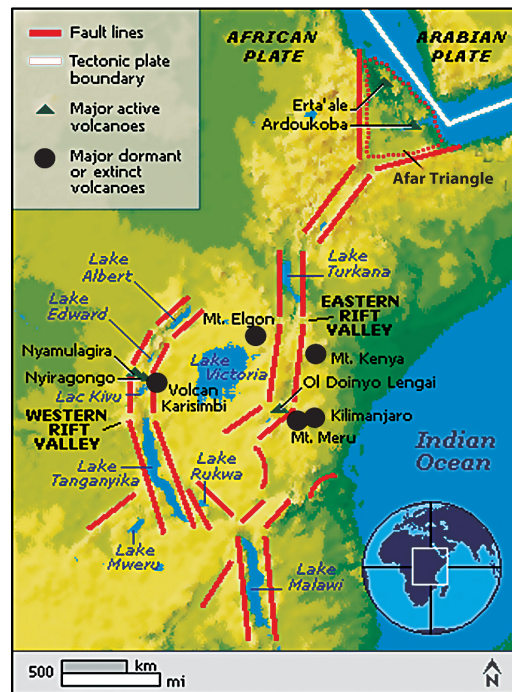 Fault lines
Tectonic plate
boundary
Major active
volcanoes
Major dormant
or extinct
volcanoes
AFRICAN
PLATE
ARABIAN
PLATE
Erta'ale
Ardoukoba
Afar Triangle
Lake
Turkana
Lake
Albert
Lake
Edward
EASTERN
RIFT
VALLEY
Mt. Elgon
Nyamulagira
Lake
Victoria
Mt. Kenya
Nyiragongo
Lac Kivu
Volcan
Karisimbi
Ol Doinyo Lengai
WESTERN
RIFT
VALLEY
Kilimanjaro
Mt. Meru
Indian
Ocean
Lake
Tanganyika
Lake
Rukwa
Lake
Mweru
Lake
Malawi
500
km
mi
N